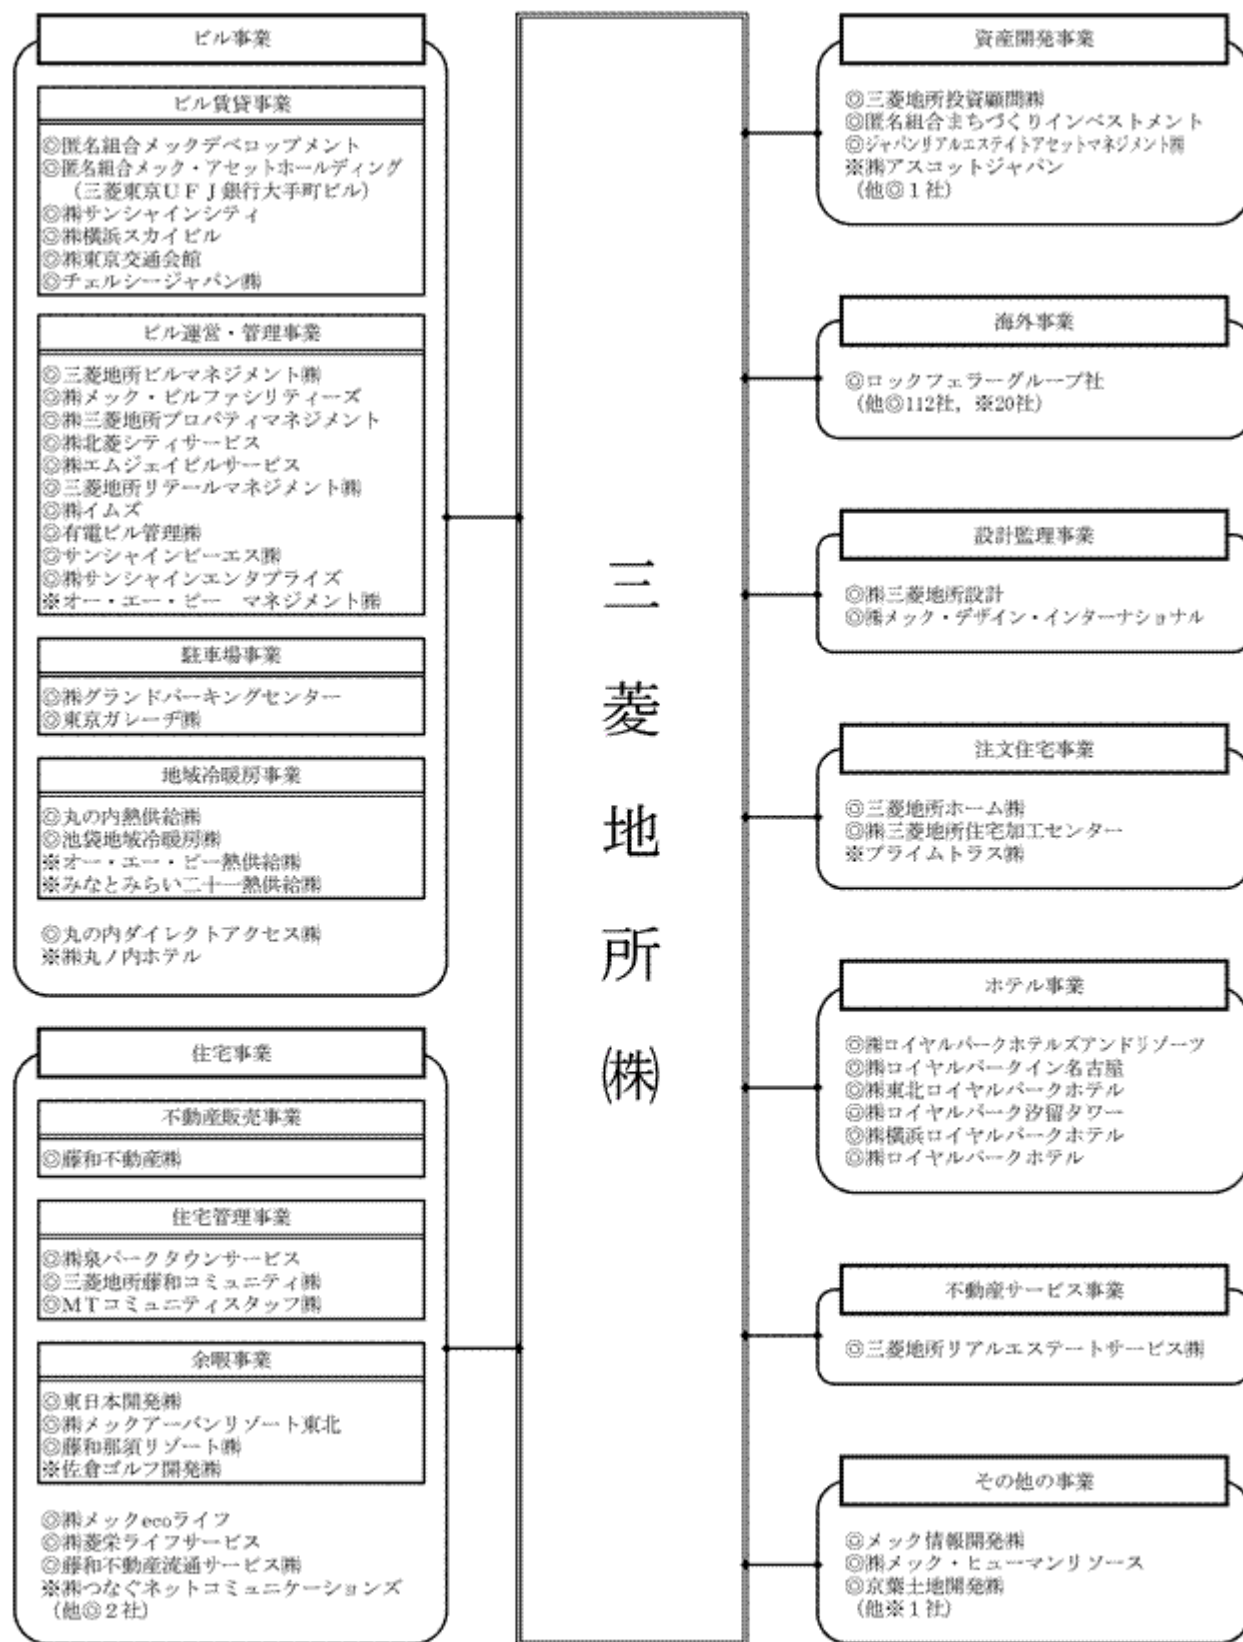 ビル事業
ビル賃貸事業
◎匿名組合メックデベロップメント
◎匿名組合メック・アセットホールディング
（三菱東京ＵＦＪ銀行大手町ビル）
◎㈱サンシャインシティ
◎㈱横浜スカイビル
◎㈱東京交通会館
◎チェルシージャパン㈱
ビル運営・管理事業
◎三菱地所ビルマネジメント㈱
◎㈱メック・ビルファシリティーズ
◎㈱三菱地所プロパティマネジメント
◎㈱北菱シティサービス
◎㈱エムジェイビルサービス
◎三菱地所リテールマネジメント㈱
◎㈱イムズ
◎有電ビル管理㈱
◎サンシャインビーエス㈱
◎㈱サンシャインエンタプライズ
※オー・エー・ピー　マネジメント㈱
駐車場事業
◎㈱グランドパーキングセンター
◎東京ガレーヂ㈱
地域冷暖房事業
◎丸の内熱供給㈱
◎池袋地域冷暖房㈱
※オー・エー・ピー熱供給㈱
※みなとみらい二十一熱供給㈱
◎丸の内ダイレクトアクセス㈱
※㈱丸ノ内ホテル
住宅事業
不動産販売事業
◎藤和不動産㈱
住宅管理事業
◎㈱泉パークタウンサービス
◎三菱地所藤和コミュニティ㈱
◎ＭＴコミュニティスタッフ㈱
余暇事業
◎東日本開発㈱
◎㈱メックアーバンリゾート東北
◎藤和那須リゾート㈱
※佐倉ゴルフ開発㈱
◎㈱メックecoライフ
◎㈱菱栄ライフサービス
◎藤和不動産流通サービス㈱
※㈱つなぐネットコミュニケーションズ
（他◎２社）
三菱地所㈱
資産開発事業
◎三菱地所投資顧問㈱
◎匿名組合まちづくりインベストメント
◎ジャパンリアルエステイトアセットマネジメント㈱
※㈱アスコットジャパン
（他◎１社）
海外事業
◎ロックフェラーグループ社
（他◎112社，※20社）
設計監理事業
◎㈱三菱地所設計
◎㈱メック・デザイン・インターナショナル
注文住宅事業
◎三菱地所ホーム㈱
◎㈱三菱地所住宅加工センター
※プライムトラス㈱
ホテル事業
◎㈱ロイヤルパークホテルズアンドリゾーツ
◎㈱ロイヤルパークイン名古屋
◎㈱東北ロイヤルパークホテル
◎㈱ロイヤルパーク汐留タワー
◎㈱横浜ロイヤルパークホテル
◎㈱ロイヤルパークホテル
不動産サービス事業
◎三菱地所リアルエステートサービス㈱
その他の事業
◎メック情報開発㈱
◎㈱メック・ヒューマンリソース
◎京葉土地開発㈱
（他※１社）